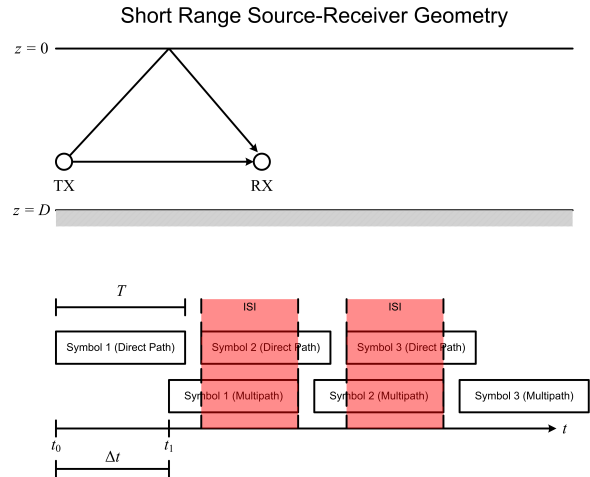 Short Range Source-Receiver Geometry
z = 0
TX RX
z = D
T ISI ISI
Symbol 1 (Direct Path) Symbol 2 (Direct Path) Symbol 3 (Direct Path)
Symbol 1 (Multipath) Symbol 2 (Multipath) Symbol 3 (Multipath)
t
t₀ t₁
Δt